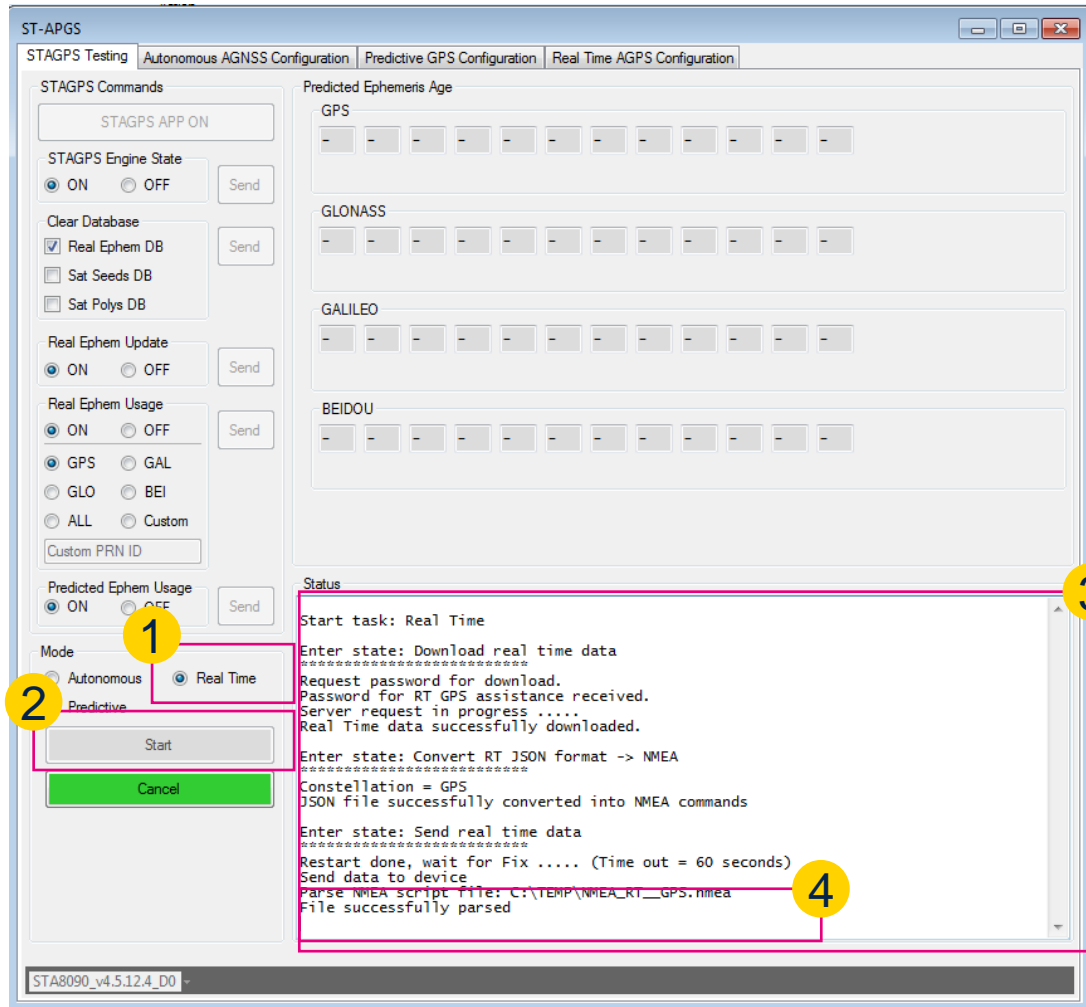 ST-APGS
STAGPS Testing
Autonomous AGNSS Configuration
Predictive GPS Configuration
Real Time AGPS Configuration
STAGPS Commands
STAGPS APP ON
STAGPS Engine State
ON OFF Send
Clear Database
Real Ephem DB Send
Sat Seeds DB
Sat Polys DB
Real Ephem Update
ON OFF Send
Real Ephem Usage
ON OFF Send
GPS GAL
GLO BEI
ALL Custom
Custom PRN ID
Predicted Ephem Usage
ON OFF Send
Mode
1
Autonomous Real Time
2
Predictive
Start
Cancel
Predicted Ephemeris Age
GPS
- - - - - - - - - - - -
GLONASS
- - - - - - - - - - - -
GALILEO
- - - - - - - - - - - -
BEIDOU
- - - - - - - - - - - -
Status
3
Start task: Real Time
Enter state: Download real time data
**************************
Request password for download.
Password for RT GPS assistance received.
Server request in progress .....
Real Time data successfully downloaded.
Enter state: Convert RT JSON format -> NMEA
**************************
Constellation = GPS
JSON file successfully converted into NMEA commands
Enter state: Send real time data
**************************
Restart done, wait for Fix ..... (Time out = 60 seconds)
Send data to device
Parse NMEA script file: C:\TEMP\NMEA_RT__GPS.nmea
4
File successfully parsed
STA8090_v4.5.12.4_D0